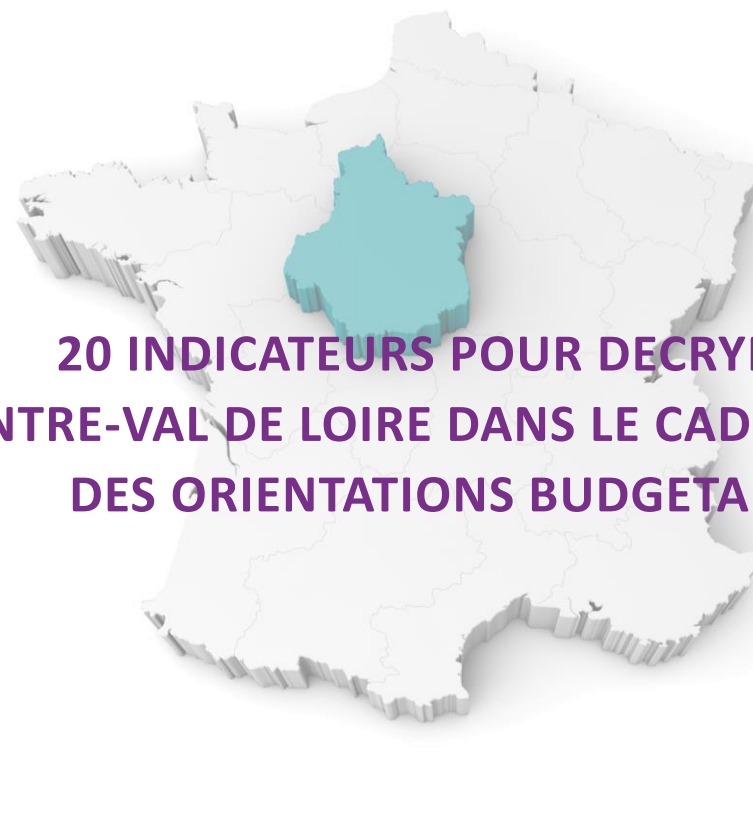 20 INDICATEURS POUR DECRY
NTRE-VAL DE LOIRE DANS LE CAD
DES ORIENTATIONS BUDGETA